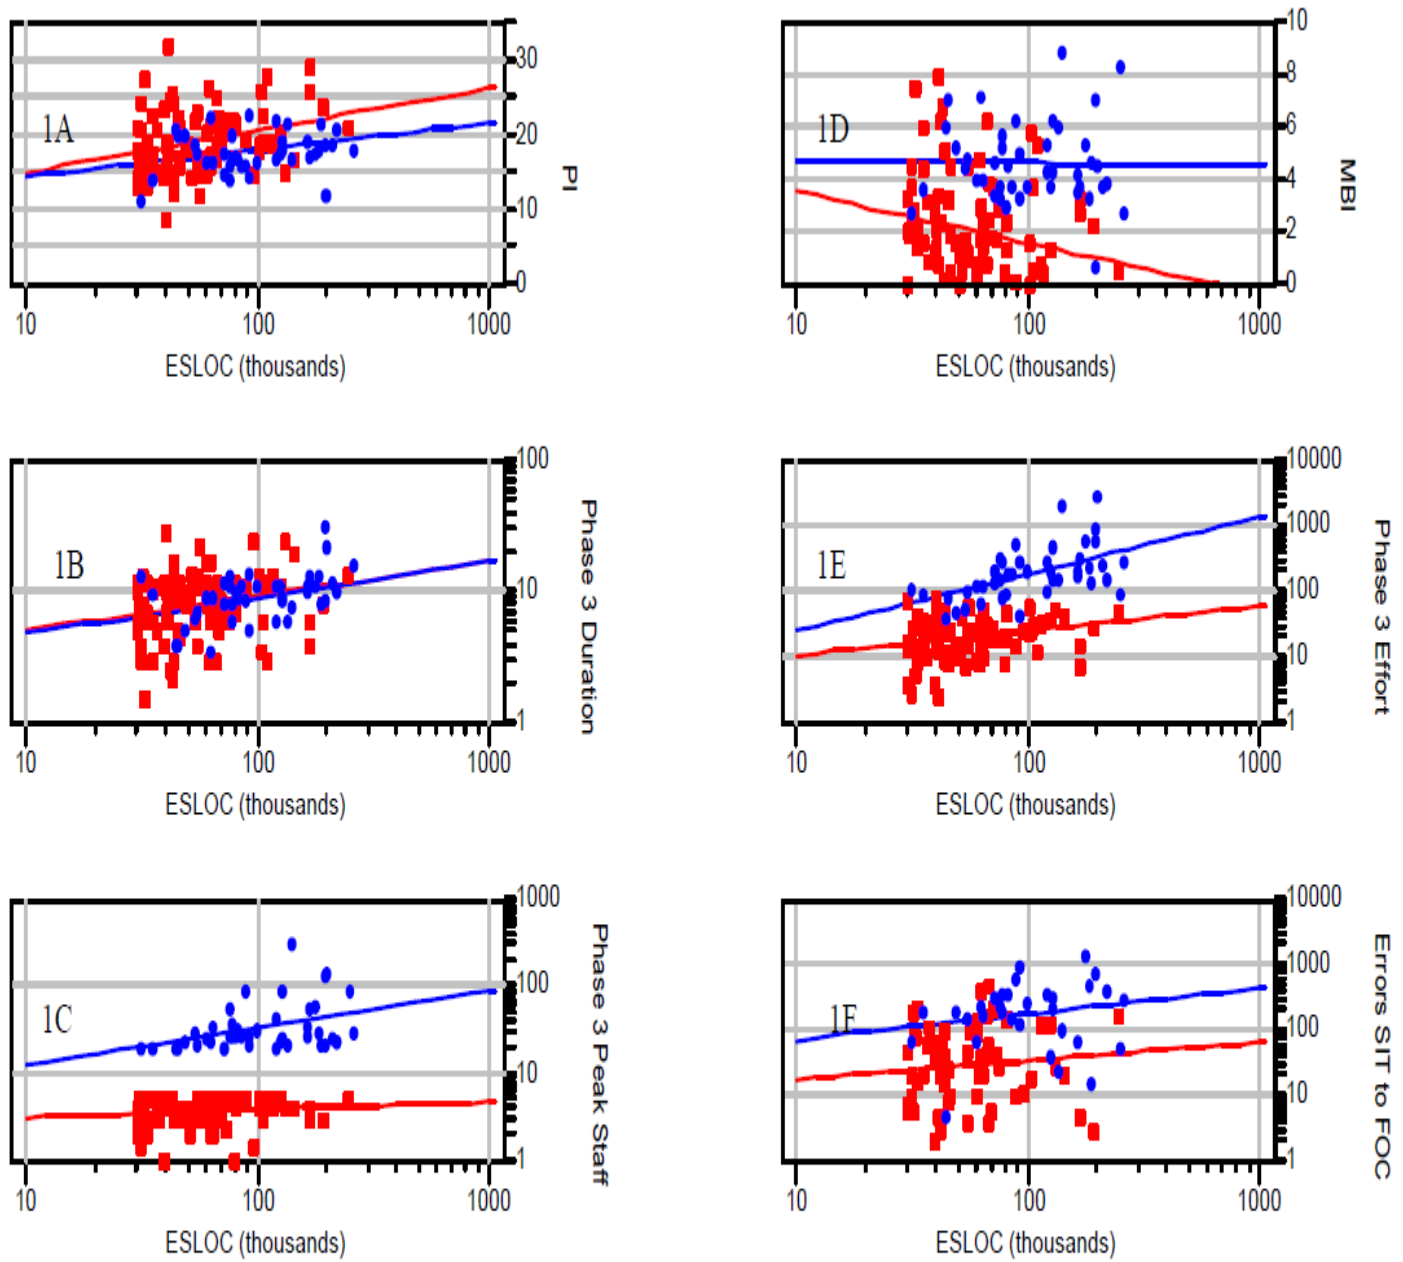 1A
30
20
10
0
PI
10 100 1000
ESLOC (thousands)
1D
10
8
6
4
2
0
MBI
10 100 1000
ESLOC (thousands)
1B
100
10
1
Phase 3 Duration
10 100 1000
ESLOC (thousands)
1E
10000
1000
100
10
1
Phase 3 Effort
10 100 1000
ESLOC (thousands)
1C
1000
100
10
1
Phase 3 Peak Staff
10 100 1000
ESLOC (thousands)
1F
10000
1000
100
10
1
Errors SIT to FOC
10 100 1000
ESLOC (thousands)